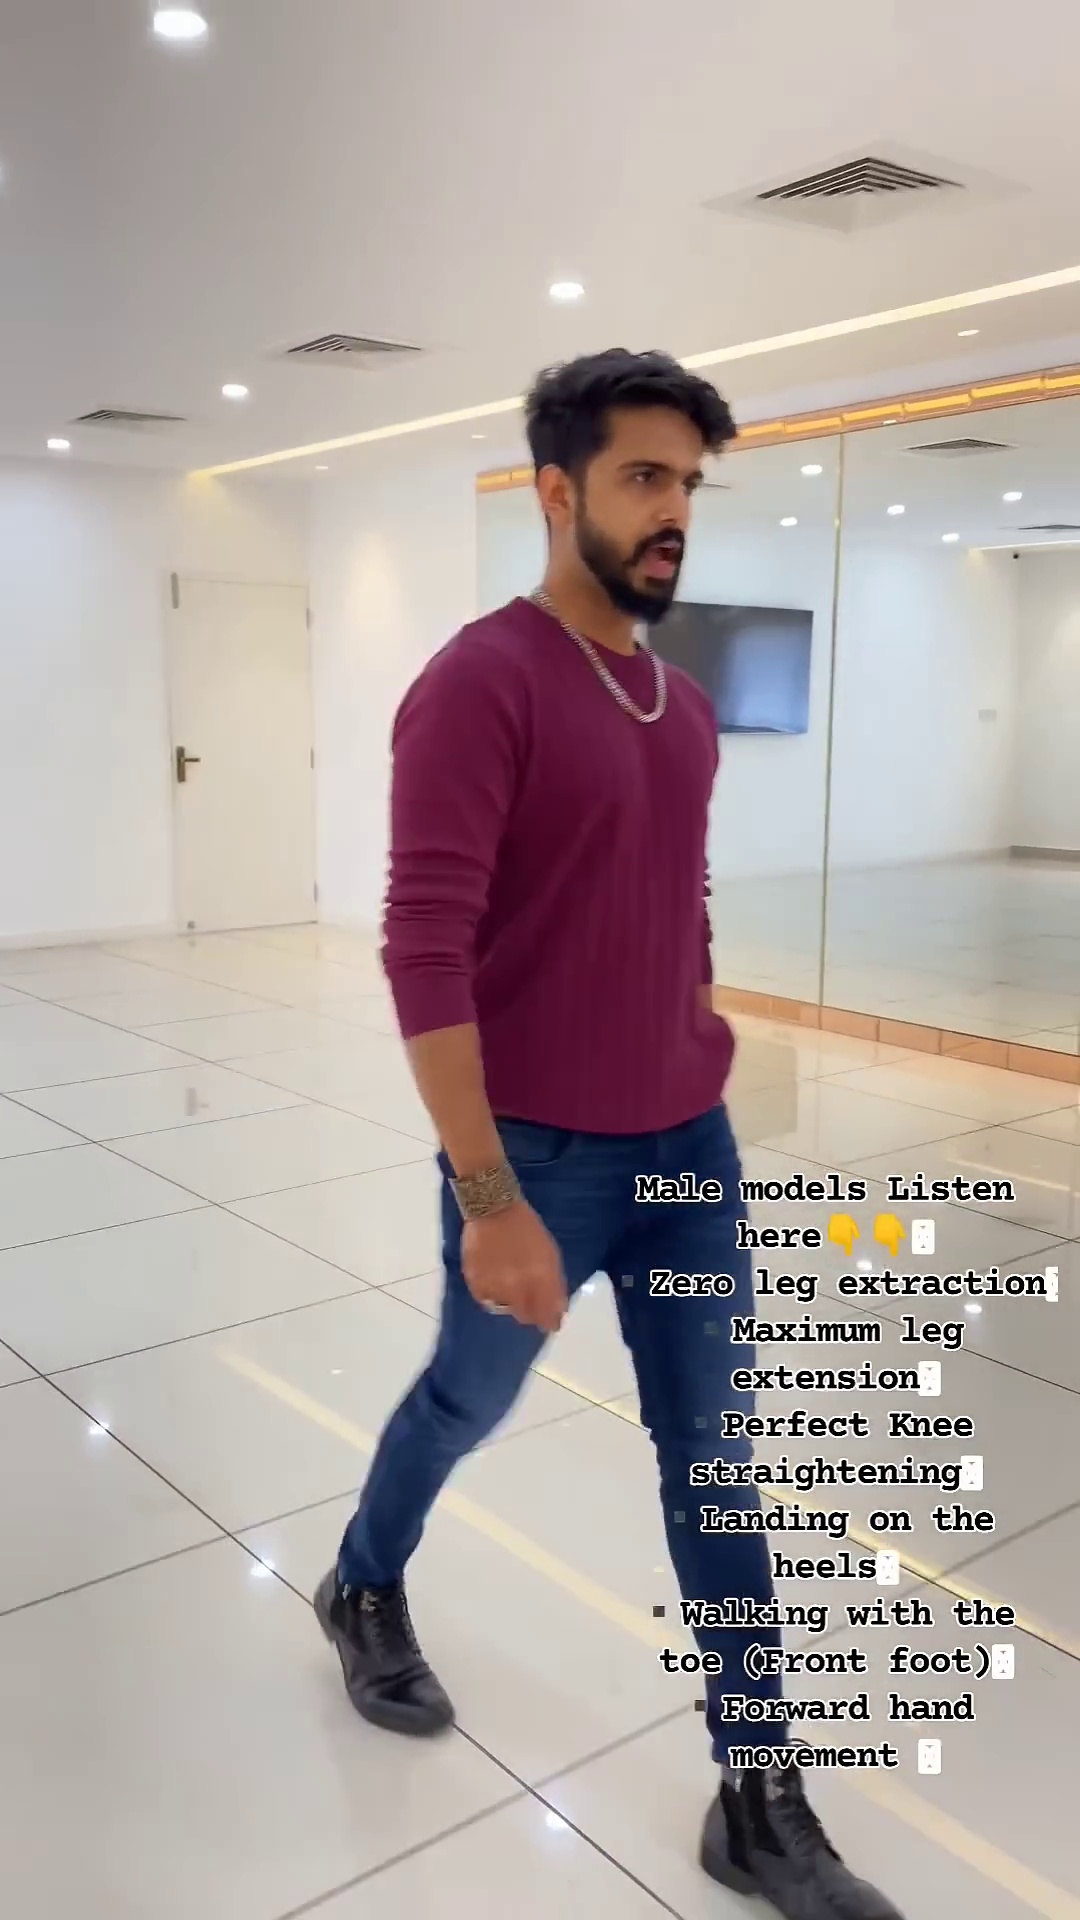 Male models Listen
here👇👇
▪ Zero leg extraction
▪ Maximum leg
extension
▪ Perfect Knee
straightening
▪ Landing on the
heels
▪ Walking with the
toe (Front foot)
▪ Forward hand
movement